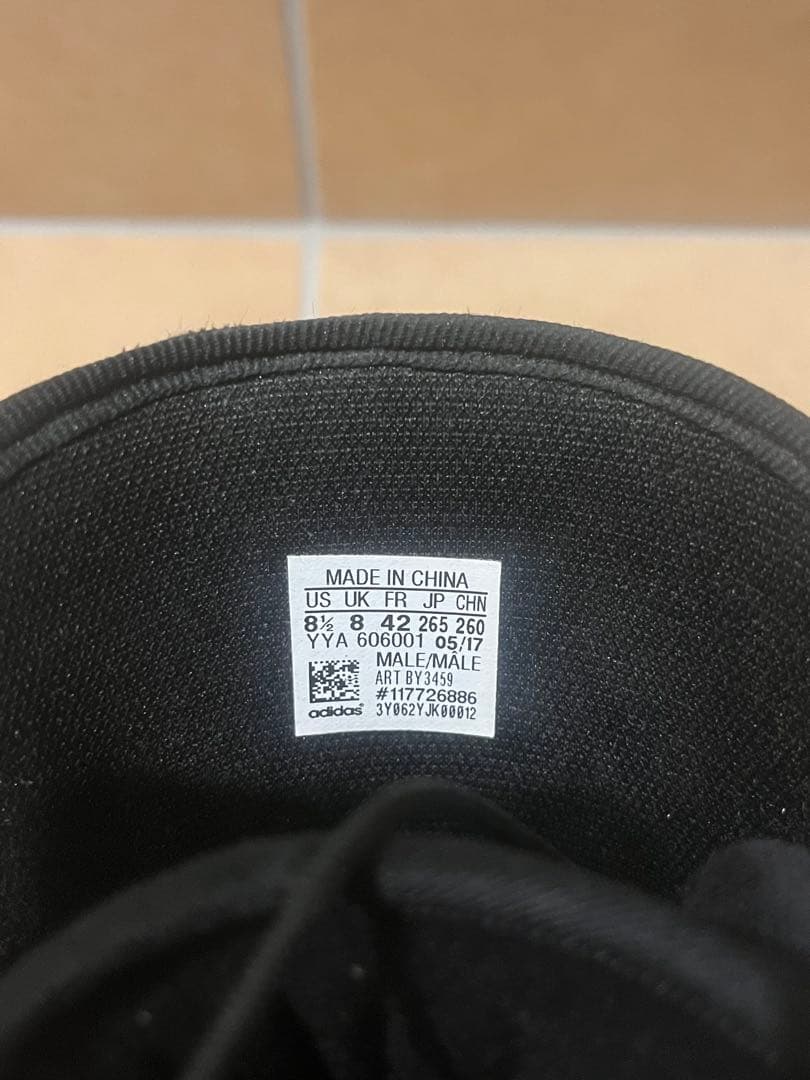 MADE IN CHINA
US UK FR JP CHN
8½ 8 42 265 260
YYA 606001 05/17
MALE/MÂLE
ART BY3459
#117726886
adidas® 3Y062YJK00012